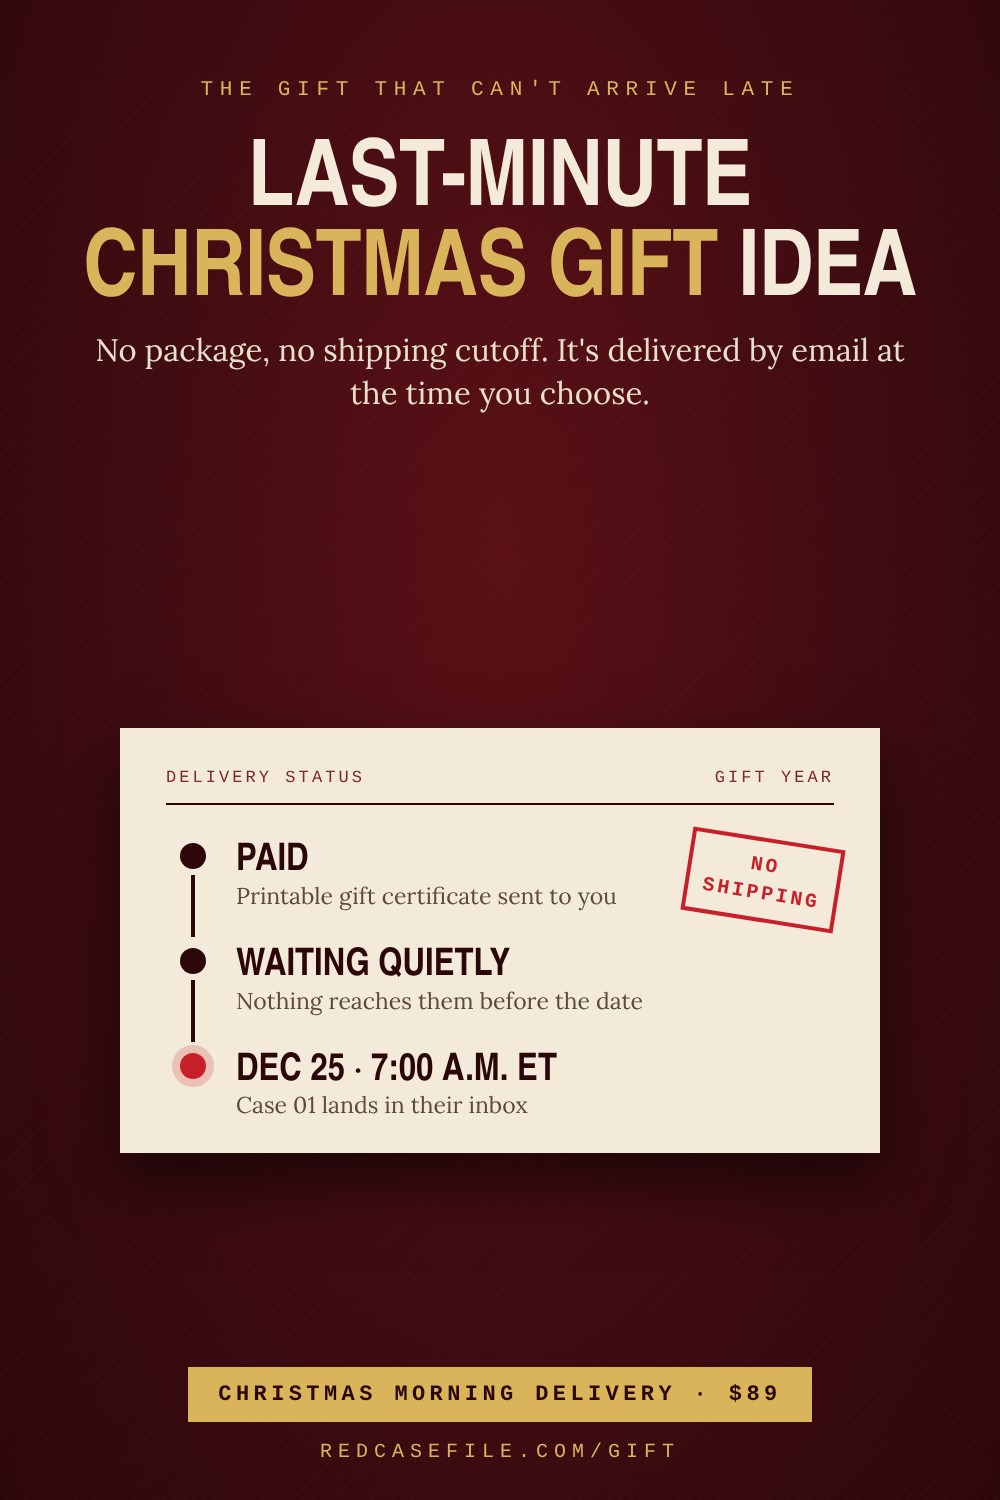 THE GIFT THAT CAN'T ARRIVE LATE
LAST-MINUTE
CHRISTMAS GIFT IDEA
No package, no shipping cutoff. It's delivered by email at
the time you choose.
DELIVERY STATUS
GIFT YEAR
PAID
Printable gift certificate sent to you
NO
SHIPPING
WAITING QUIETLY
Nothing reaches them before the date
DEC 25 · 7:00 A.M. ET
Case 01 lands in their inbox
CHRISTMAS MORNING DELIVERY · $89
REDCASEFILE.COM/GIFT